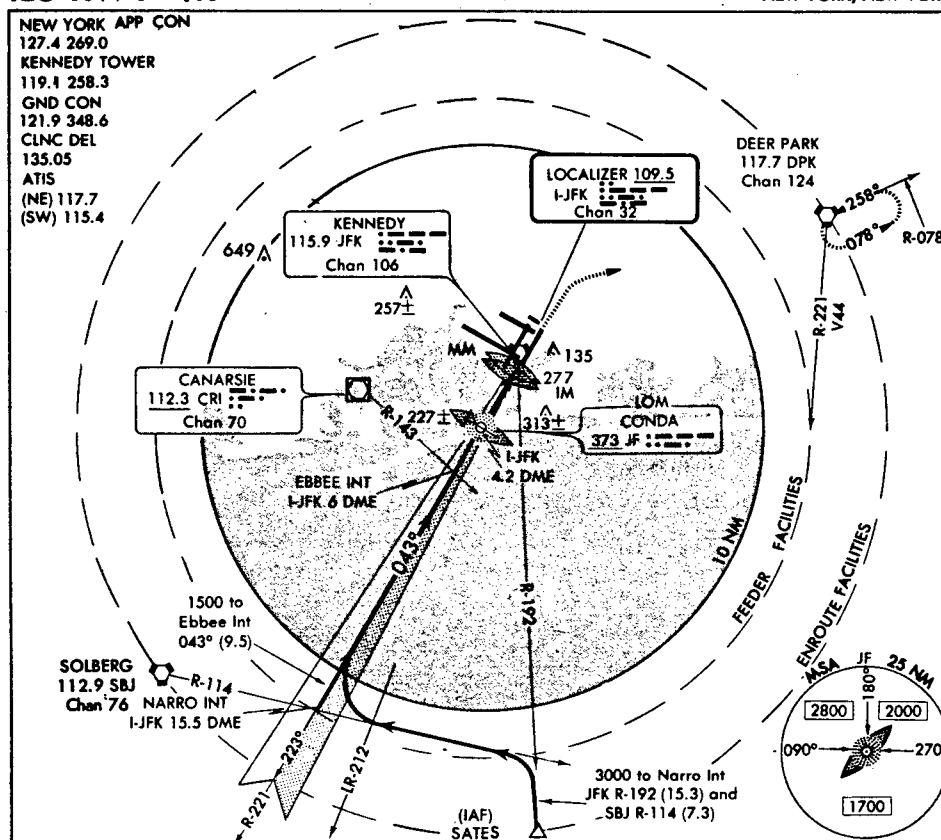 NEW YORK APP CON
127.4 269.0
KENNEDY TOWER
119.1 258.3
GND CON
121.9 348.6
CLNC DEL
135.05
ATIS
(NE) 117.7
(SW) 115.4
DEER PARK
117.7 DPK
Chan 124
258°
078°
R-078
R-221
V44
LOCALIZER 109.5
I-JFK
Chan 32
KENNEDY
115.9 JFK
Chan 106
649
257±
MM
135
277
IM
CANARSIE
112.3 CRI
Chan 70
R-143
227±
313±
LOM
CONDA
373 JF
I-JFK
4.2 DME
EBBEE INT
I-JFK 6 DME
043°
R-192
10 NM
FEEDER FACILITIES
ENROUTE FACILITIES
1500 to
Ebbee Int
043° (9.5)
SOLBERG
112.9 SBJ
Chan 76
R-114
NARRO INT
I-JFK 15.5 DME
223°
R-221
LR-212
3000 to Narro Int
JFK R-192 (15.3) and
SBJ R-114 (7.3)
(IAF)
SATES
MSA JF 25 NM
180°
2800
2000
090°
270
1700